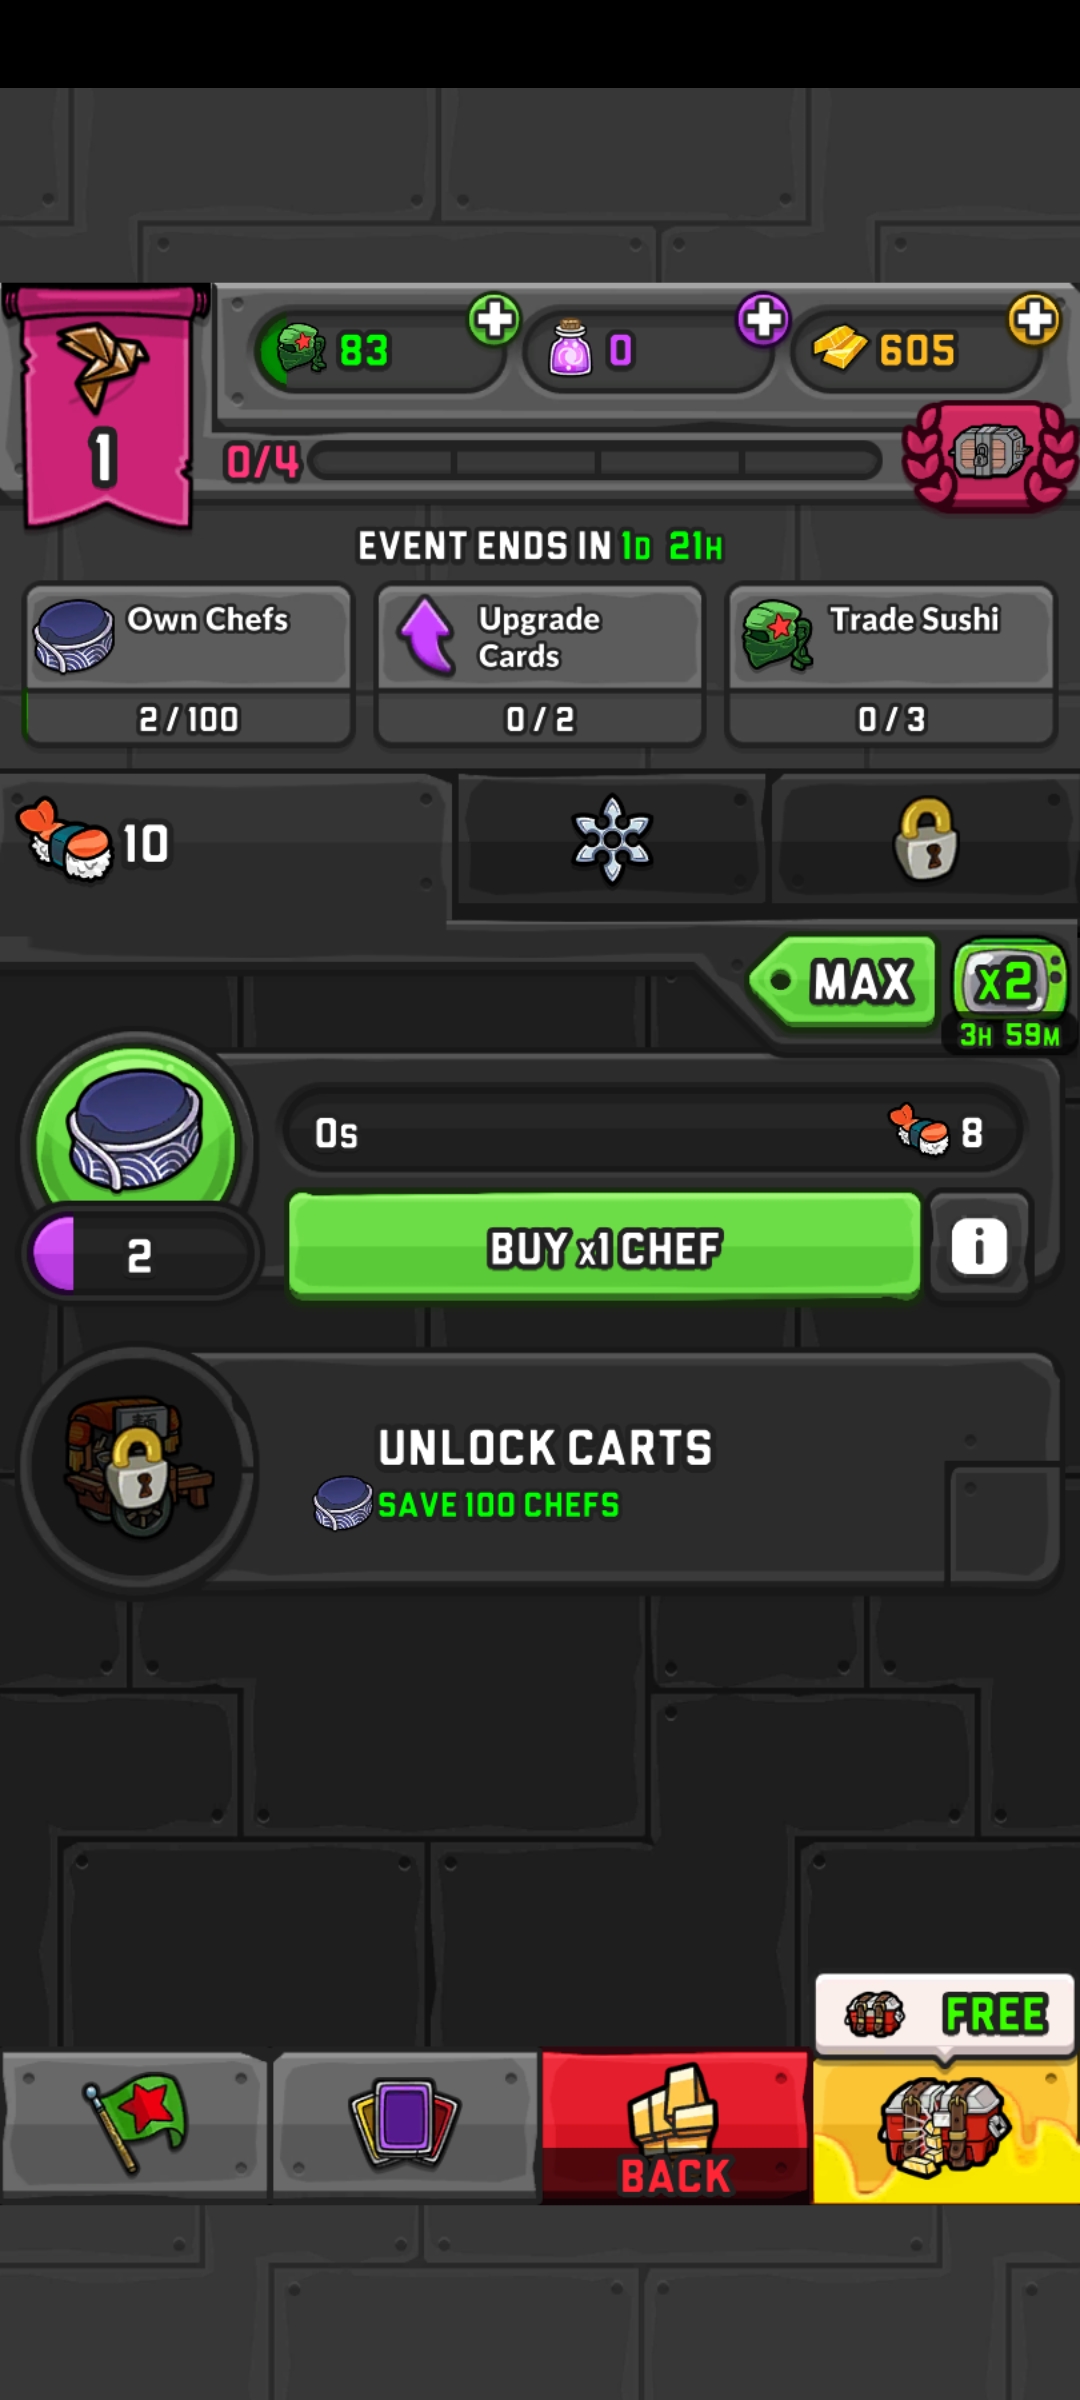 83
0
605
1
0/4
EVENT ENDS IN 1D 21H
Own Chefs
2 / 100
Upgrade
Cards
0 / 2
Trade Sushi
0 / 3
10
MAX
x2
3H 59M
0s
8
2
BUY x1 CHEF
i
UNLOCK CARTS
SAVE 100 CHEFS
FREE
BACK